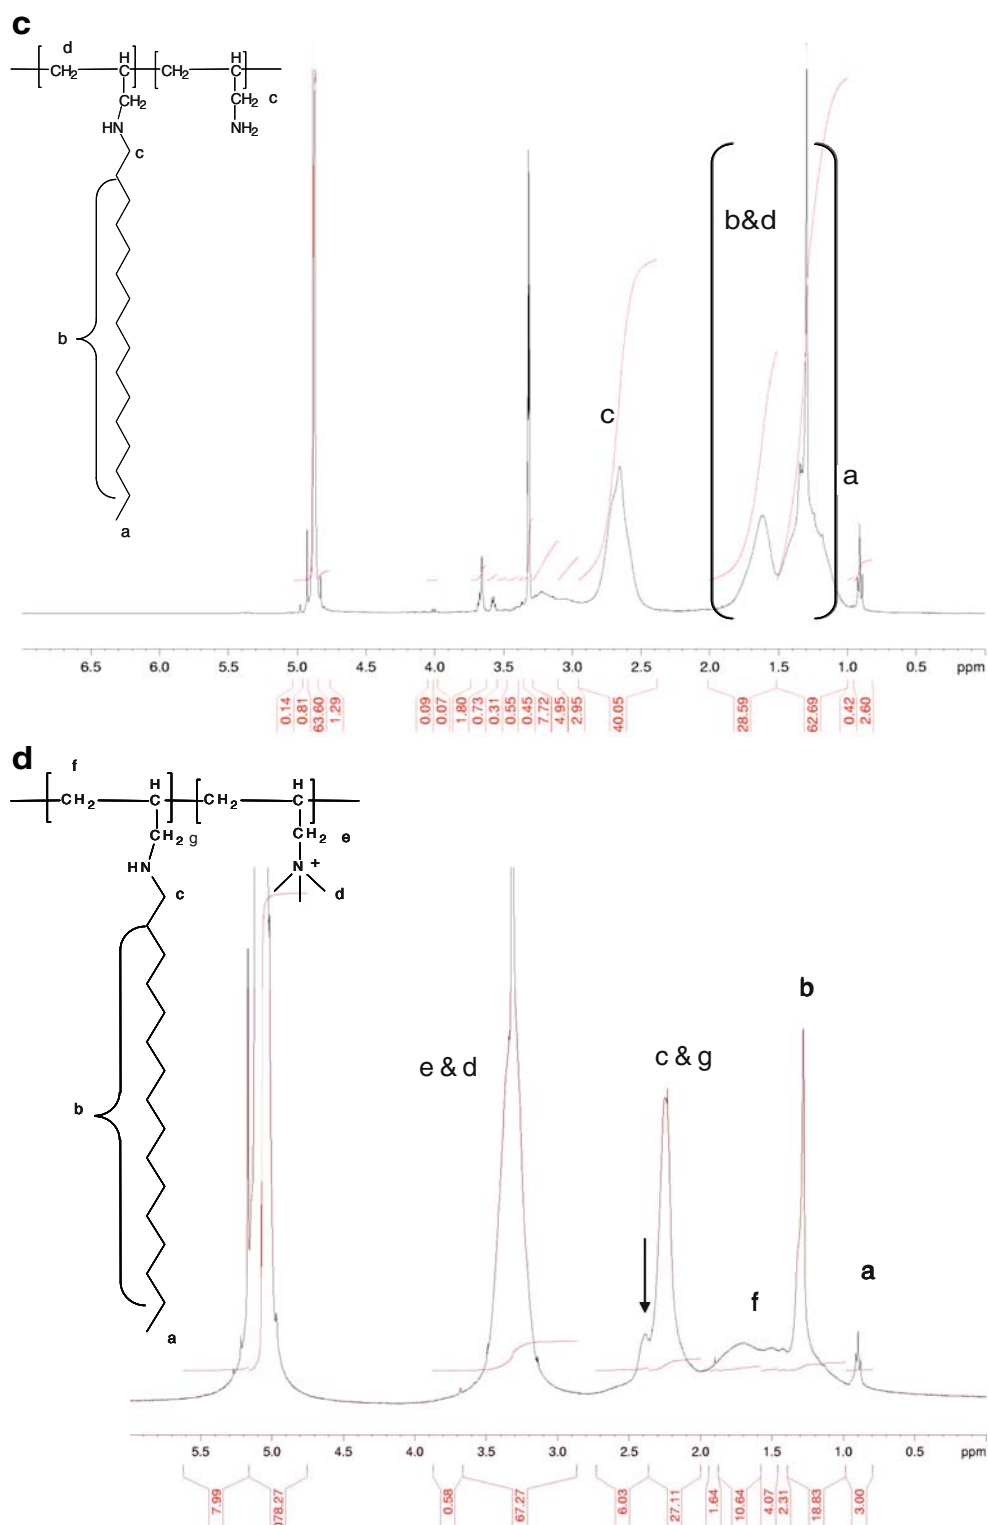 c
d
CH2
H
C
CH2
H
C
CH2
HN
c
CH2
c
NH2
b
a
b&d
c
a
6.5 6.0 5.5 5.0 4.5 4.0 3.5 3.0 2.5 2.0 1.5 1.0 0.5 ppm
0.14 0.81 63.60 1.29 0.09 0.07 1.80 0.73 0.31 0.55 0.45 7.72 4.95 2.95 40.05 28.59 62.69 0.42 2.60
d
f
CH2
H
C
CH2
H
C
CH2 g
HN
c
CH2
e
N +
d
b
a
e & d
c & g
b
f
a
5.5 5.0 4.5 4.0 3.5 3.0 2.5 2.0 1.5 1.0 0.5 ppm
7.99 078.27 0.58 67.27 6.03 27.11 1.64 10.64 4.07 2.31 18.83 3.00